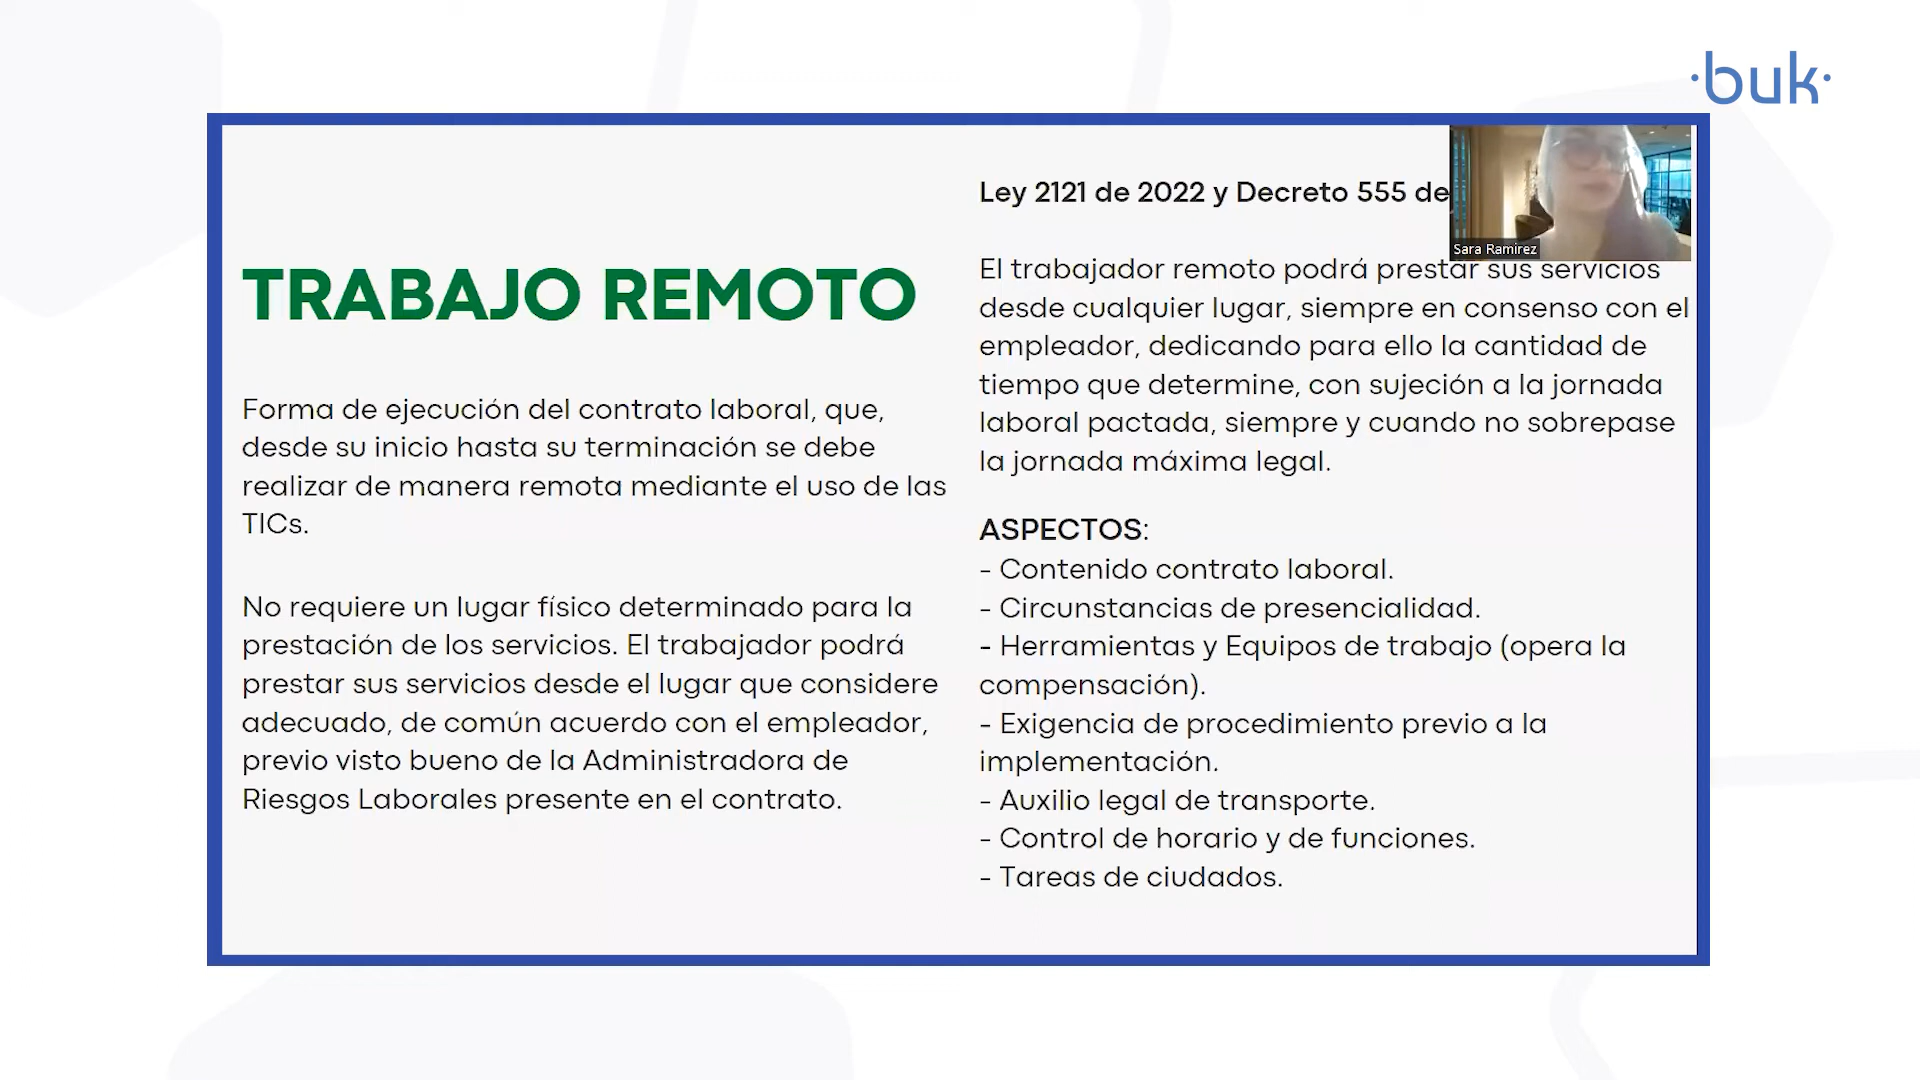 ·buk·
TRABAJO REMOTO
Forma de ejecución del contrato laboral, que,
desde su inicio hasta su terminación se debe
realizar de manera remota mediante el uso de las
TICs.
No requiere un lugar físico determinado para la
prestación de los servicios. El trabajador podrá
prestar sus servicios desde el lugar que considere
adecuado, de común acuerdo con el empleador,
previo visto bueno de la Administradora de
Riesgos Laborales presente en el contrato.
Ley 2121 de 2022 y Decreto 555 de
Sara Ramirez
El trabajador remoto podrá prestar sus servicios
desde cualquier lugar, siempre en consenso con el
empleador, dedicando para ello la cantidad de
tiempo que determine, con sujeción a la jornada
laboral pactada, siempre y cuando no sobrepase
la jornada máxima legal.
ASPECTOS:
- Contenido contrato laboral.
- Circunstancias de presencialidad.
- Herramientas y Equipos de trabajo (opera la
compensación).
- Exigencia de procedimiento previo a la
implementación.
- Auxilio legal de transporte.
- Control de horario y de funciones.
- Tareas de ciudados.